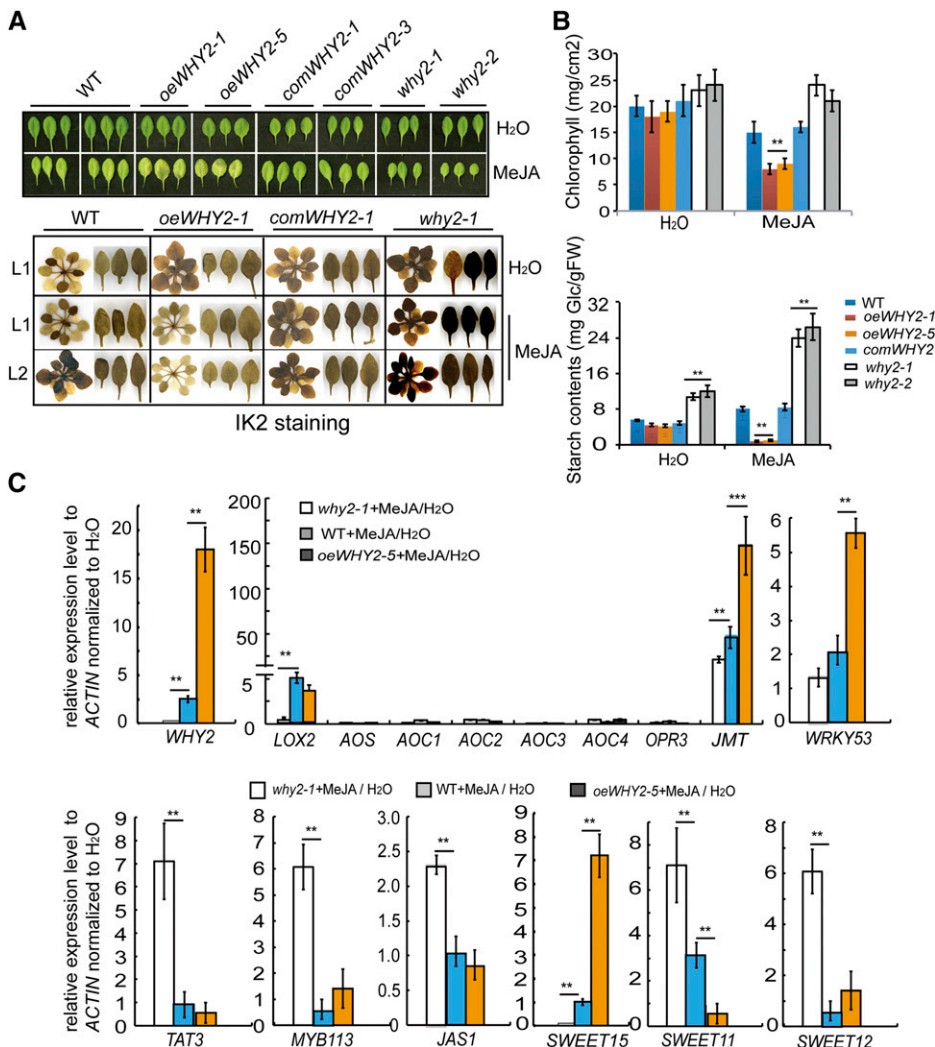 A
WT
oeWHY2-1
oeWHY2-5
comWHY2-1
comWHY2-3
why2-1
why2-2
H2O
MeJA
WT
oeWHY2-1
comWHY2-1
why2-1
L1
H2O
L1
MeJA
L2
IK2 staining
B
Chlorophyll (mg/cm2)
30
25
20
15
10
5
0
**
H2O
MeJA
Starch contents (mg Glc/gFW)
32
24
16
8
0
**
**
**
H2O
MeJA
WT
oeWHY2-1
oeWHY2-5
comWHY2
why2-1
why2-2
C
relative expression level to
ACTIN normalized to H2O
20
15
10
5
0
**
**
WHY2
200
150
100
50
5
0
why2-1+MeJA/H2O
WT+MeJA/H2O
oeWHY2-5+MeJA/H2O
**
**
***
LOX2
AOS
AOC1
AOC2
AOC3
AOC4
OPR3
JMT
6
5
4
3
2
1
0
**
WRKY53
why2-1+MeJA / H2O
WT+MeJA / H2O
oeWHY2-5+MeJA / H2O
relative expression level to
ACTIN normalized to H2O
9
8
7
6
5
4
3
2
1
0
**
TAT3
8
7
6
5
4
3
2
1
0
**
MYB113
3.0
2.5
2.0
1.5
1.0
0.5
0.0
**
JAS1
9
8
7
6
5
4
3
2
1
0
**
**
SWEET15
8
6
4
2
0
**
**
SWEET11
8
6
4
2
0
**
SWEET12